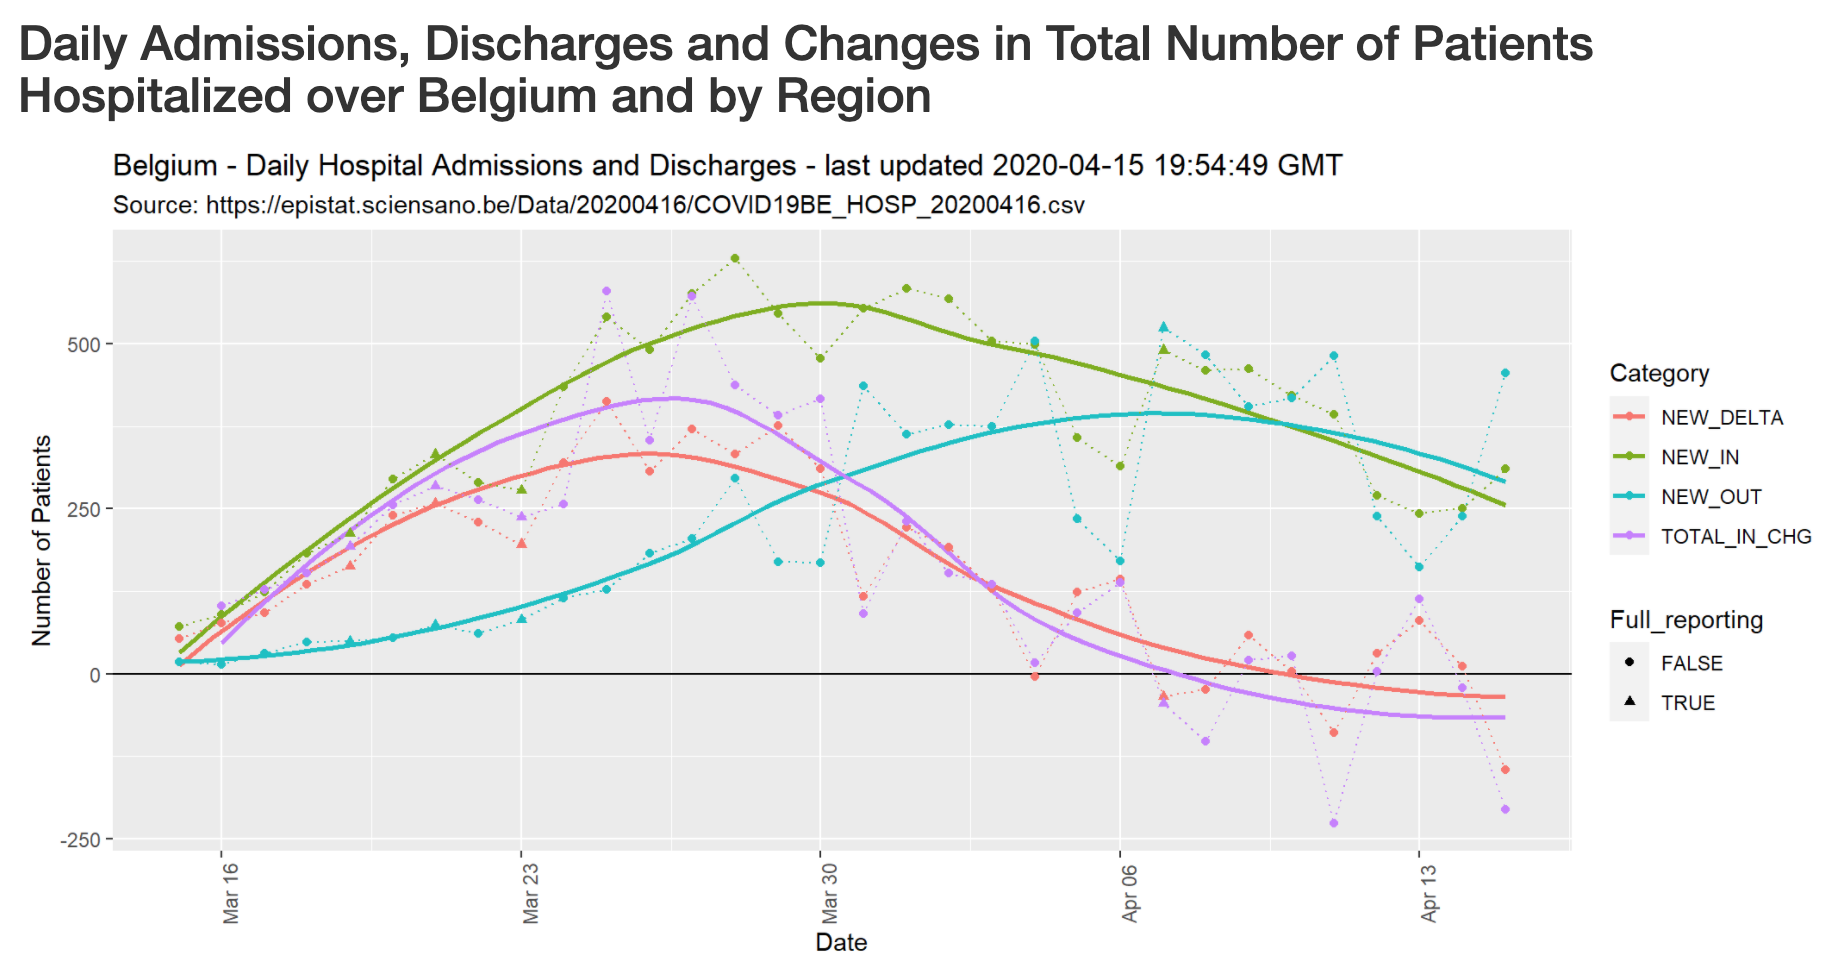 Daily Admissions, Discharges and Changes in Total Number of Patients
Hospitalized over Belgium and by Region
Belgium - Daily Hospital Admissions and Discharges - last updated 2020-04-15 19:54:49 GMT
Source: https://epistat.sciensano.be/Data/20200416/COVID19BE_HOSP_20200416.csv
Number of Patients
500
250
0
-250
Mar 16
Mar 23
Mar 30
Apr 06
Apr 13
Date
Category
NEW_DELTA
NEW_IN
NEW_OUT
TOTAL_IN_CHG
Full_reporting
FALSE
TRUE